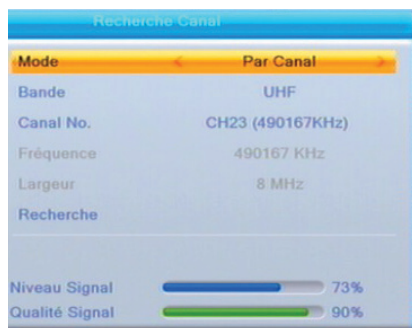 Recherche Canal
Mode < Par Canal >
Bande UHF
Canal No. CH23 (490167KHz)
Fréquence 490167 KHz
Largeur 8 MHz
Recherche
Niveau Signal 73%
Qualité Signal 90%